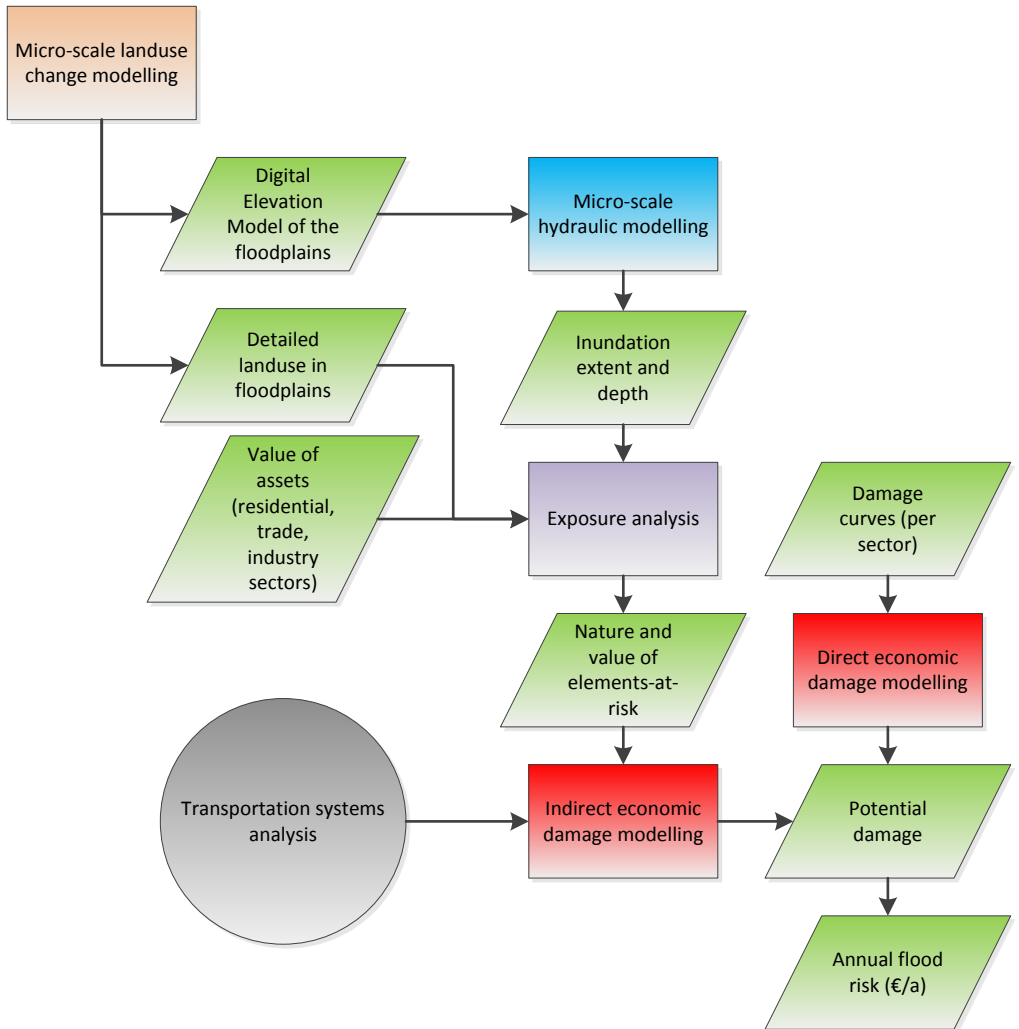 Micro-scale landuse
change modelling
Digital
Elevation
Model of the
floodplains
Micro-scale
hydraulic modelling
Detailed
landuse in
floodplains
Inundation
extent and
depth
Value of
assets
(residential,
trade,
industry
sectors)
Exposure analysis
Damage
curves (per
sector)
Nature and
value of
elements-at-
risk
Direct economic
damage modelling
Transportation systems
analysis
Indirect economic
damage modelling
Potential
damage
Annual flood
risk (€/a)